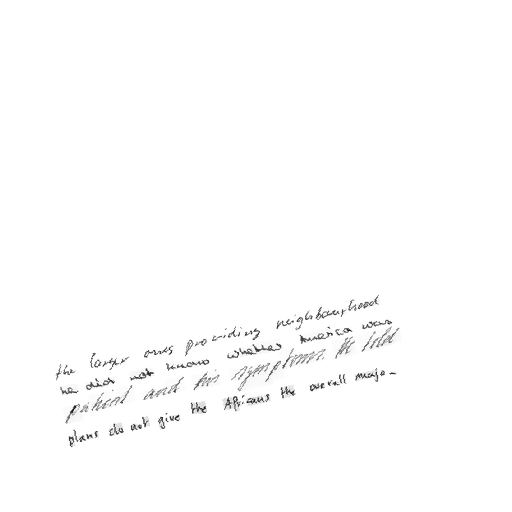 the larger ones providing neighbourhood
he did not know whether America was
patient and his symptoms. He told
plans do not give the Africans the overall majo-